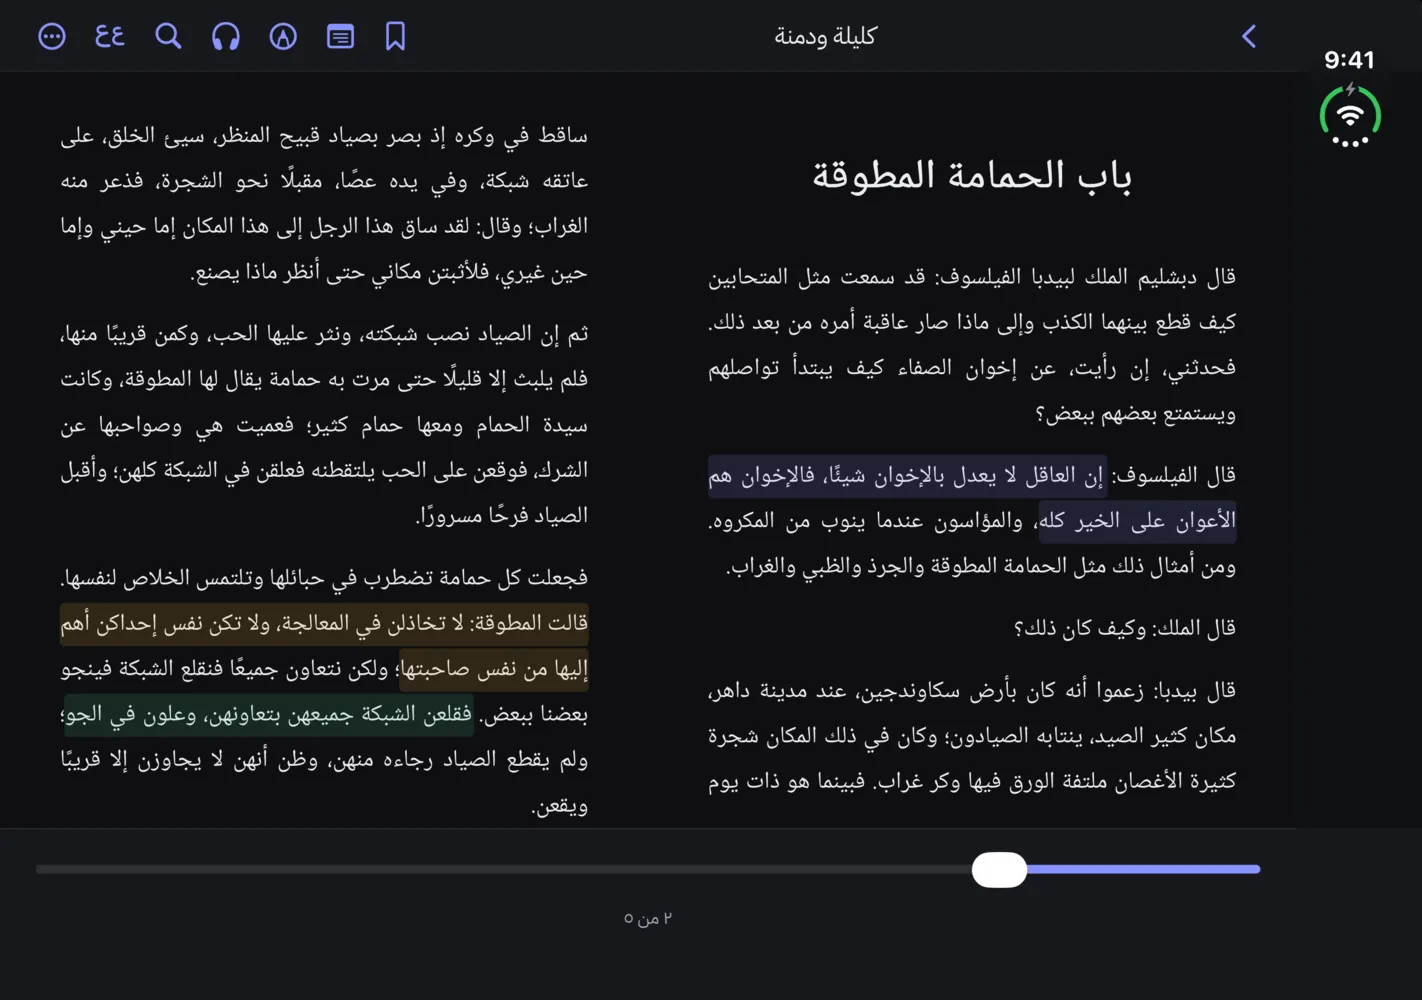 كليلة ودمنة
عع
9:41
باب الحمامة المطوقة
قال دبشليم الملك لبيدبا الفيلسوف: قد سمعت مثل المتحابين
كيف قطع بينهما الكذب وإلى ماذا صار عاقبة أمره من بعد ذلك.
فحدثني، إن رأيت، عن إخوان الصفاء كيف يبتدأ تواصلهم
ويستمتع بعضهم ببعض؟
قال الفيلسوف: إن العاقل لا يعدل بالإخوان شيئًا، فالإخوان هم
الأعوان على الخير كله، والمؤاسون عندما ينوب من المكروه.
ومن أمثال ذلك مثل الحمامة المطوقة والجرذ والظبي والغراب.
قال الملك: وكيف كان ذلك؟
قال بيدبا: زعموا أنه كان بأرض سكاوندجين، عند مدينة داهر،
مكان كثير الصيد، ينتابه الصيادون؛ وكان في ذلك المكان شجرة
كثيرة الأغصان ملتفة الورق فيها وكر غراب. فبينما هو ذات يوم
ساقط في وكره إذ بصر بصياد قبيح المنظر، سيئ الخلق، على
عاتقه شبكة، وفي يده عصًا، مقبلًا نحو الشجرة، فذعر منه
الغراب؛ وقال: لقد ساق هذا الرجل إلى هذا المكان إما حيني وإما
حين غيري، فلأثبتن مكاني حتى أنظر ماذا يصنع.
ثم إن الصياد نصب شبكته، ونثر عليها الحب، وكمن قريبًا منها،
فلم يلبث إلا قليلًا حتى مرت به حمامة يقال لها المطوقة، وكانت
سيدة الحمام ومعها حمام كثير؛ فعميت هي وصواحبها عن
الشرك، فوقعن على الحب يلتقطنه فعلقن في الشبكة كلهن؛ وأقبل
الصياد فرحًا مسرورًا.
فجعلت كل حمامة تضطرب في حبائلها وتلتمس الخلاص لنفسها.
قالت المطوقة: لا تخاذلن في المعالجة، ولا تكن نفس إحداكن أهم
إليها من نفس صاحبتها؛ ولكن نتعاون جميعًا فنقلع الشبكة فينجو
بعضنا ببعض. فقلعن الشبكة جميعهن بتعاونهن، وعلون في الجو؛
ولم يقطع الصياد رجاءه منهن، وظن أنهن لا يجاوزن إلا قريبًا
ويقعن.
٢ من ٥